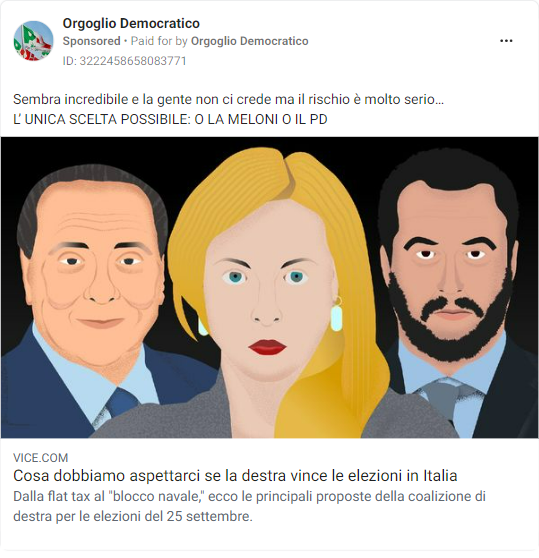 Orgoglio Democratico
Sponsored • Paid for by Orgoglio Democratico
ID: 3222458658083771
Sembra incredibile e la gente non ci crede ma il rischio è molto serio...
L' UNICA SCELTA POSSIBILE: O LA MELONI O IL PD
VICE.COM
Cosa dobbiamo aspettarci se la destra vince le elezioni in Italia
Dalla flat tax al "blocco navale," ecco le principali proposte della coalizione di
destra per le elezioni del 25 settembre.